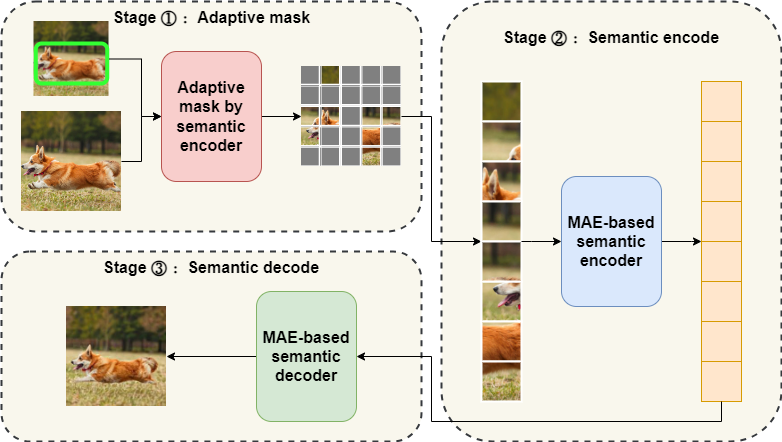 Stage ①： Adaptive mask
Adaptive
mask by
semantic
encoder
Stage ②： Semantic encode
MAE-based
semantic
encoder
Stage ③： Semantic decode
MAE-based
semantic
decoder